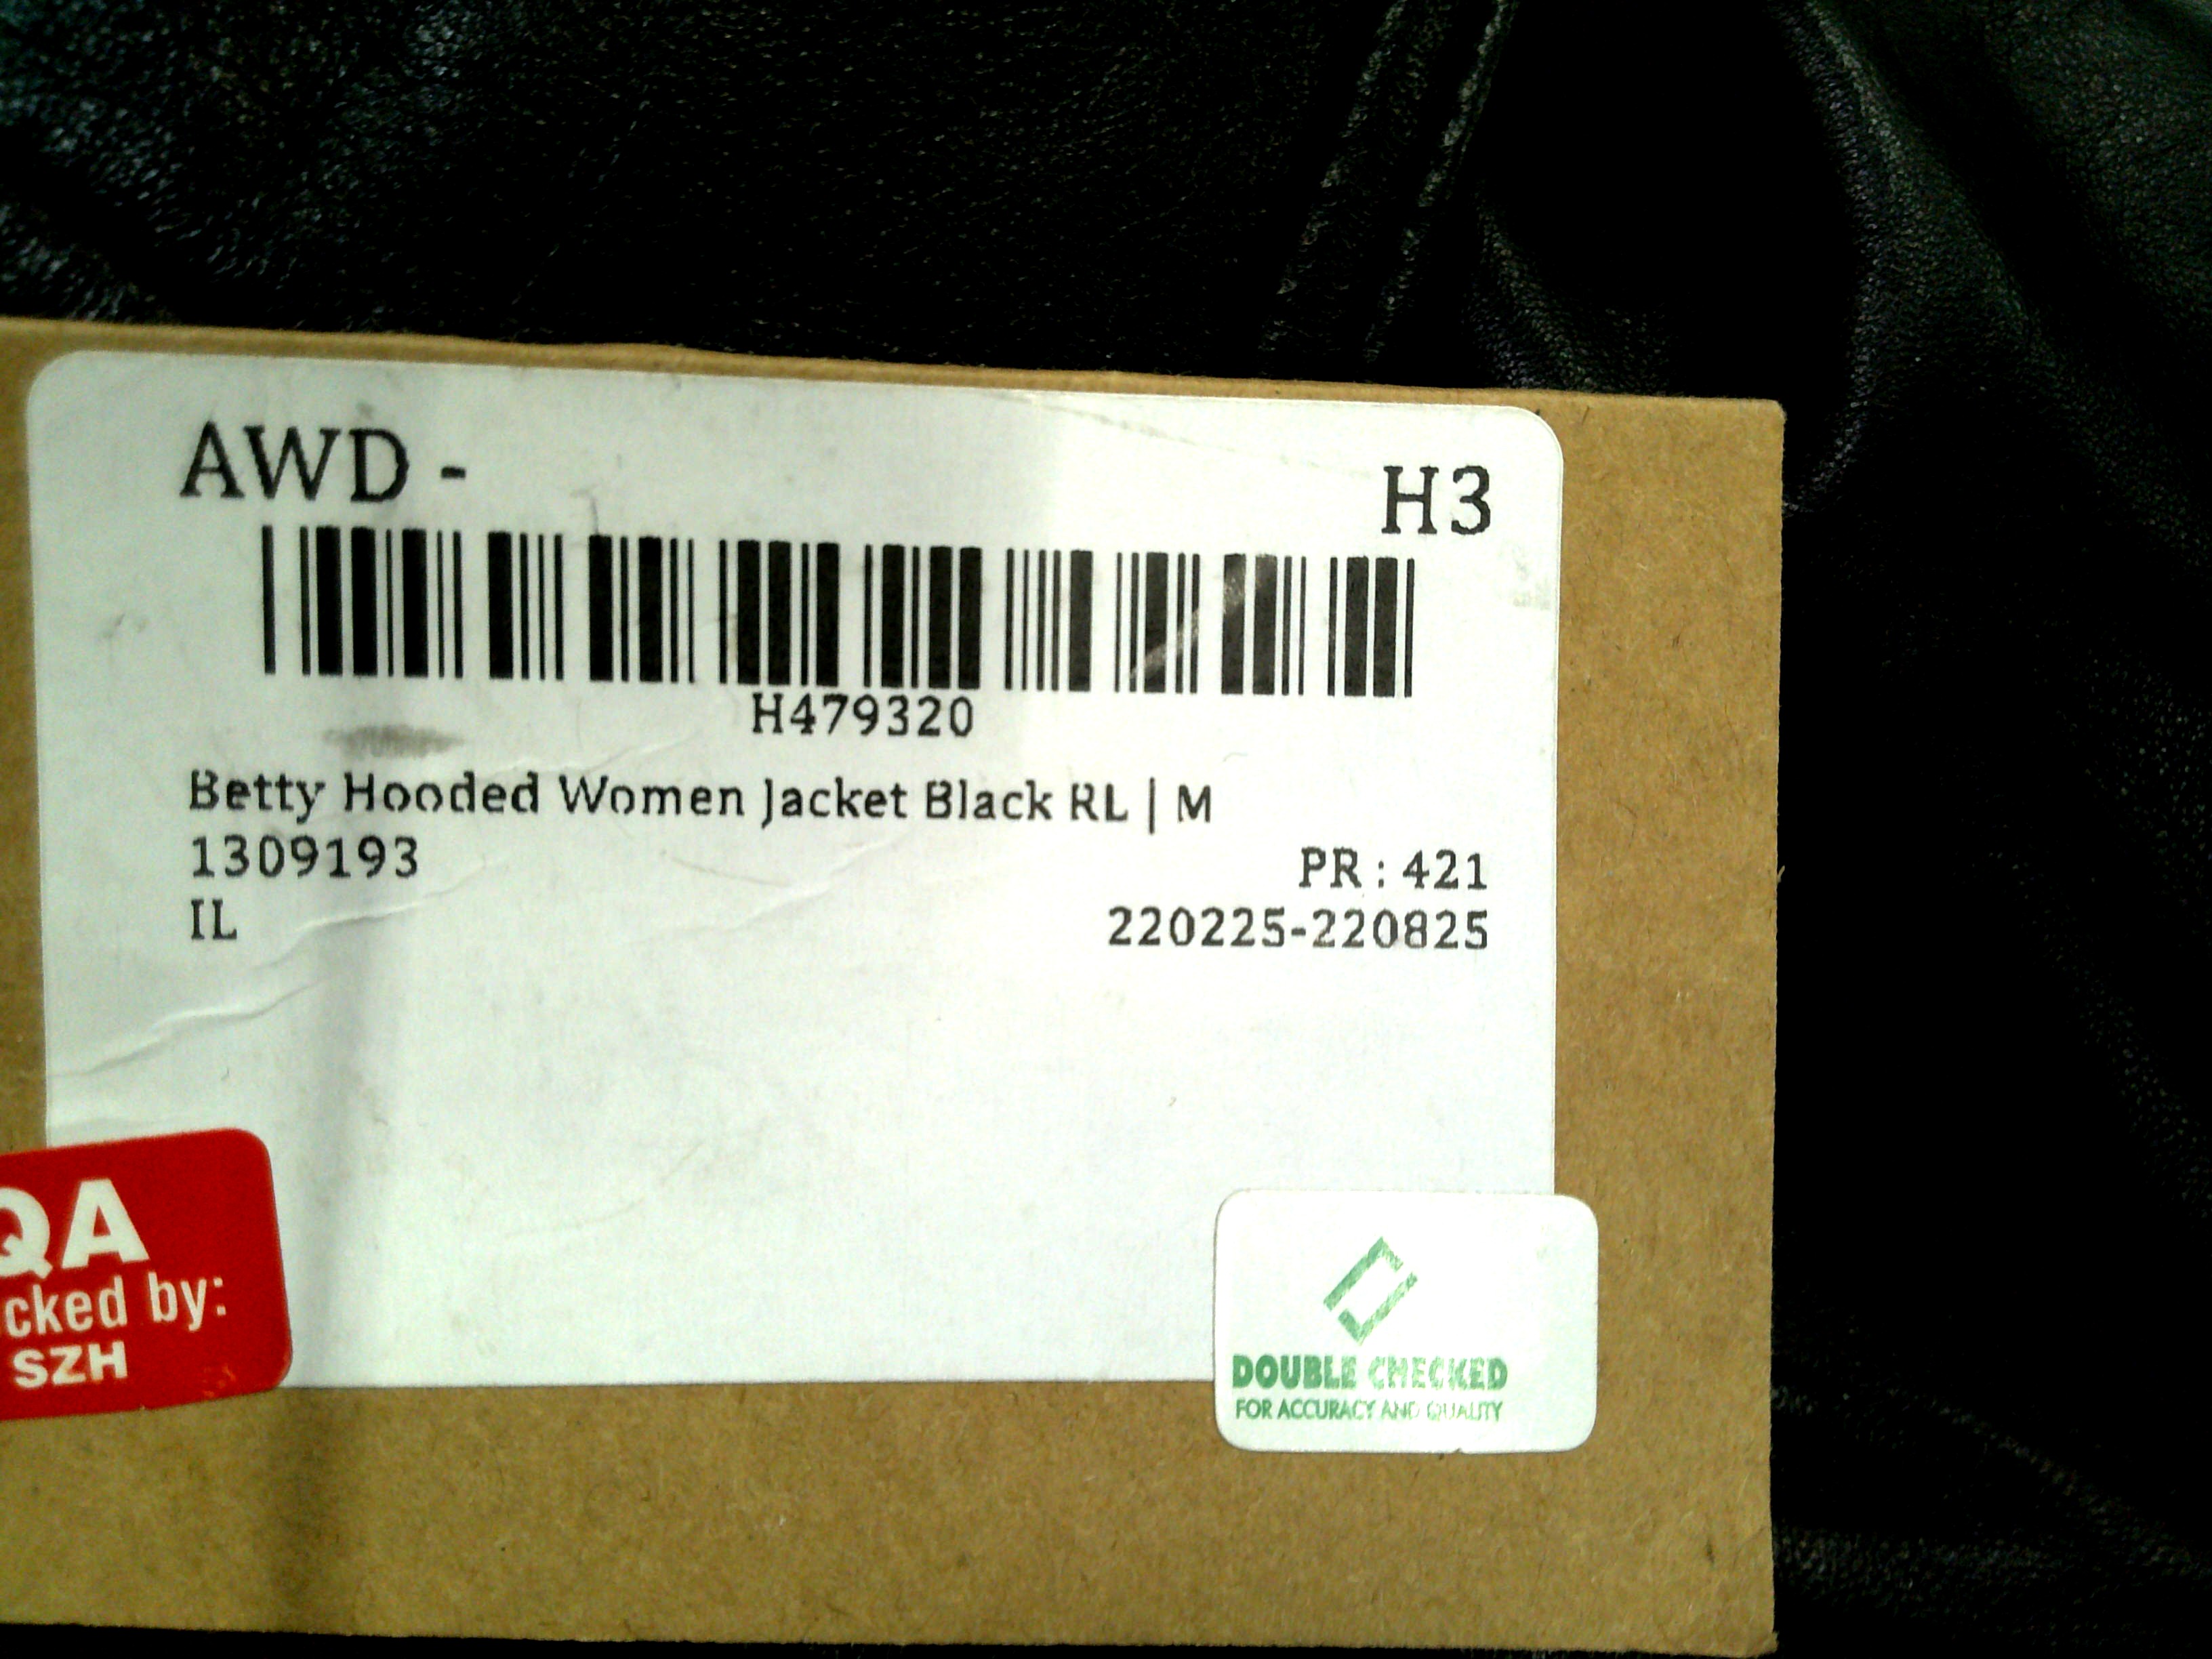 AWD -
H3
H479320
Betty Hooded Women Jacket Black RL | M
1309193
PR : 421
IL
220225-220825
QA
cked by:
SZH
DOUBLE CHECKED
FOR ACCURACY AND QUALITY